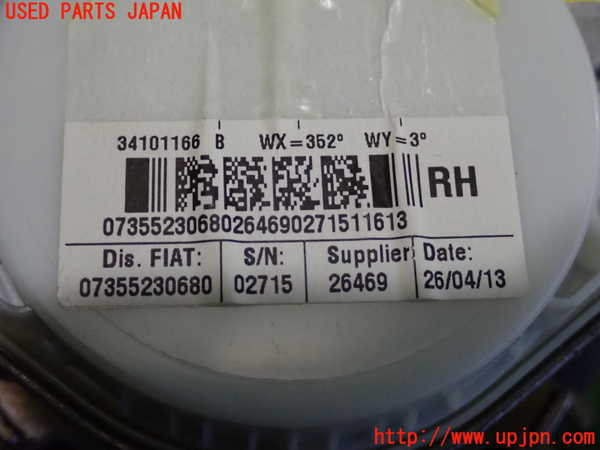 USED PARTS JAPAN
34101166 B WX=352° WY=3°
RH
07355230680264690271511613
Dis. FIAT: S/N: Supplier: Date:
07355230680 02715 26469 26/04/13
http://www.upjpn.com/